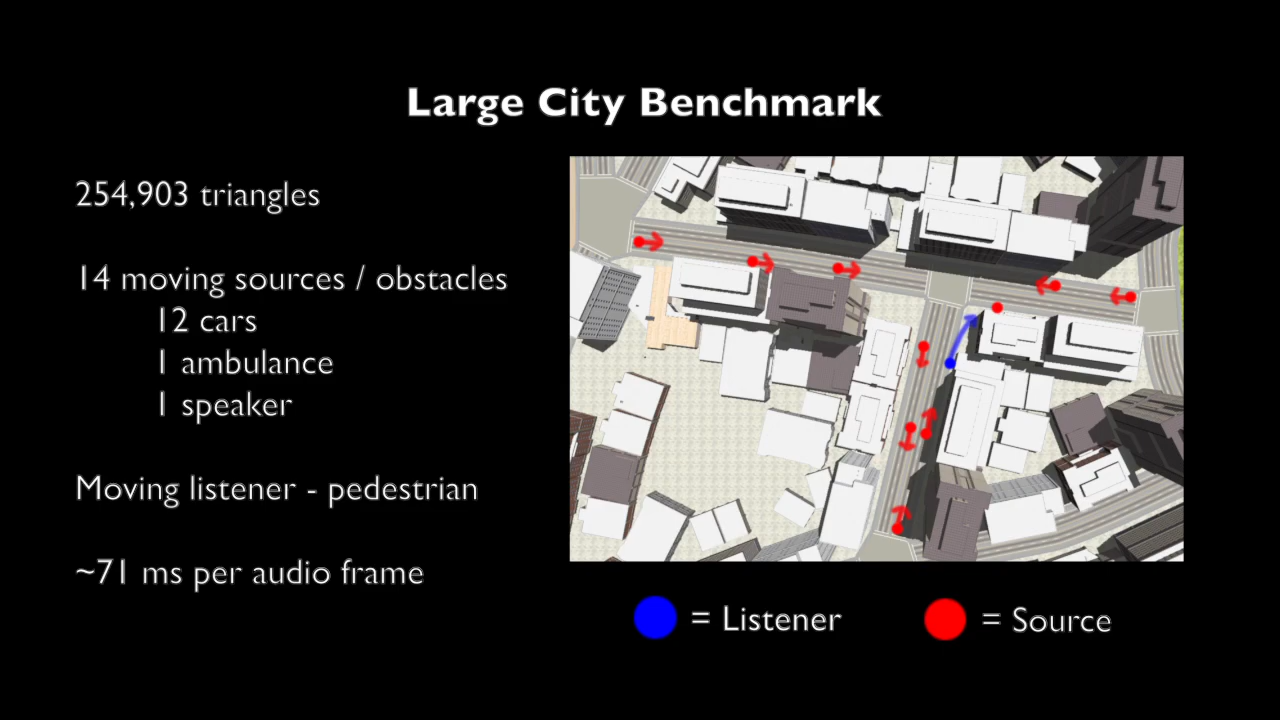 Large City Benchmark
254,903 triangles
14 moving sources / obstacles
12 cars
1 ambulance
1 speaker
Moving listener - pedestrian
~71 ms per audio frame
= Listener
= Source